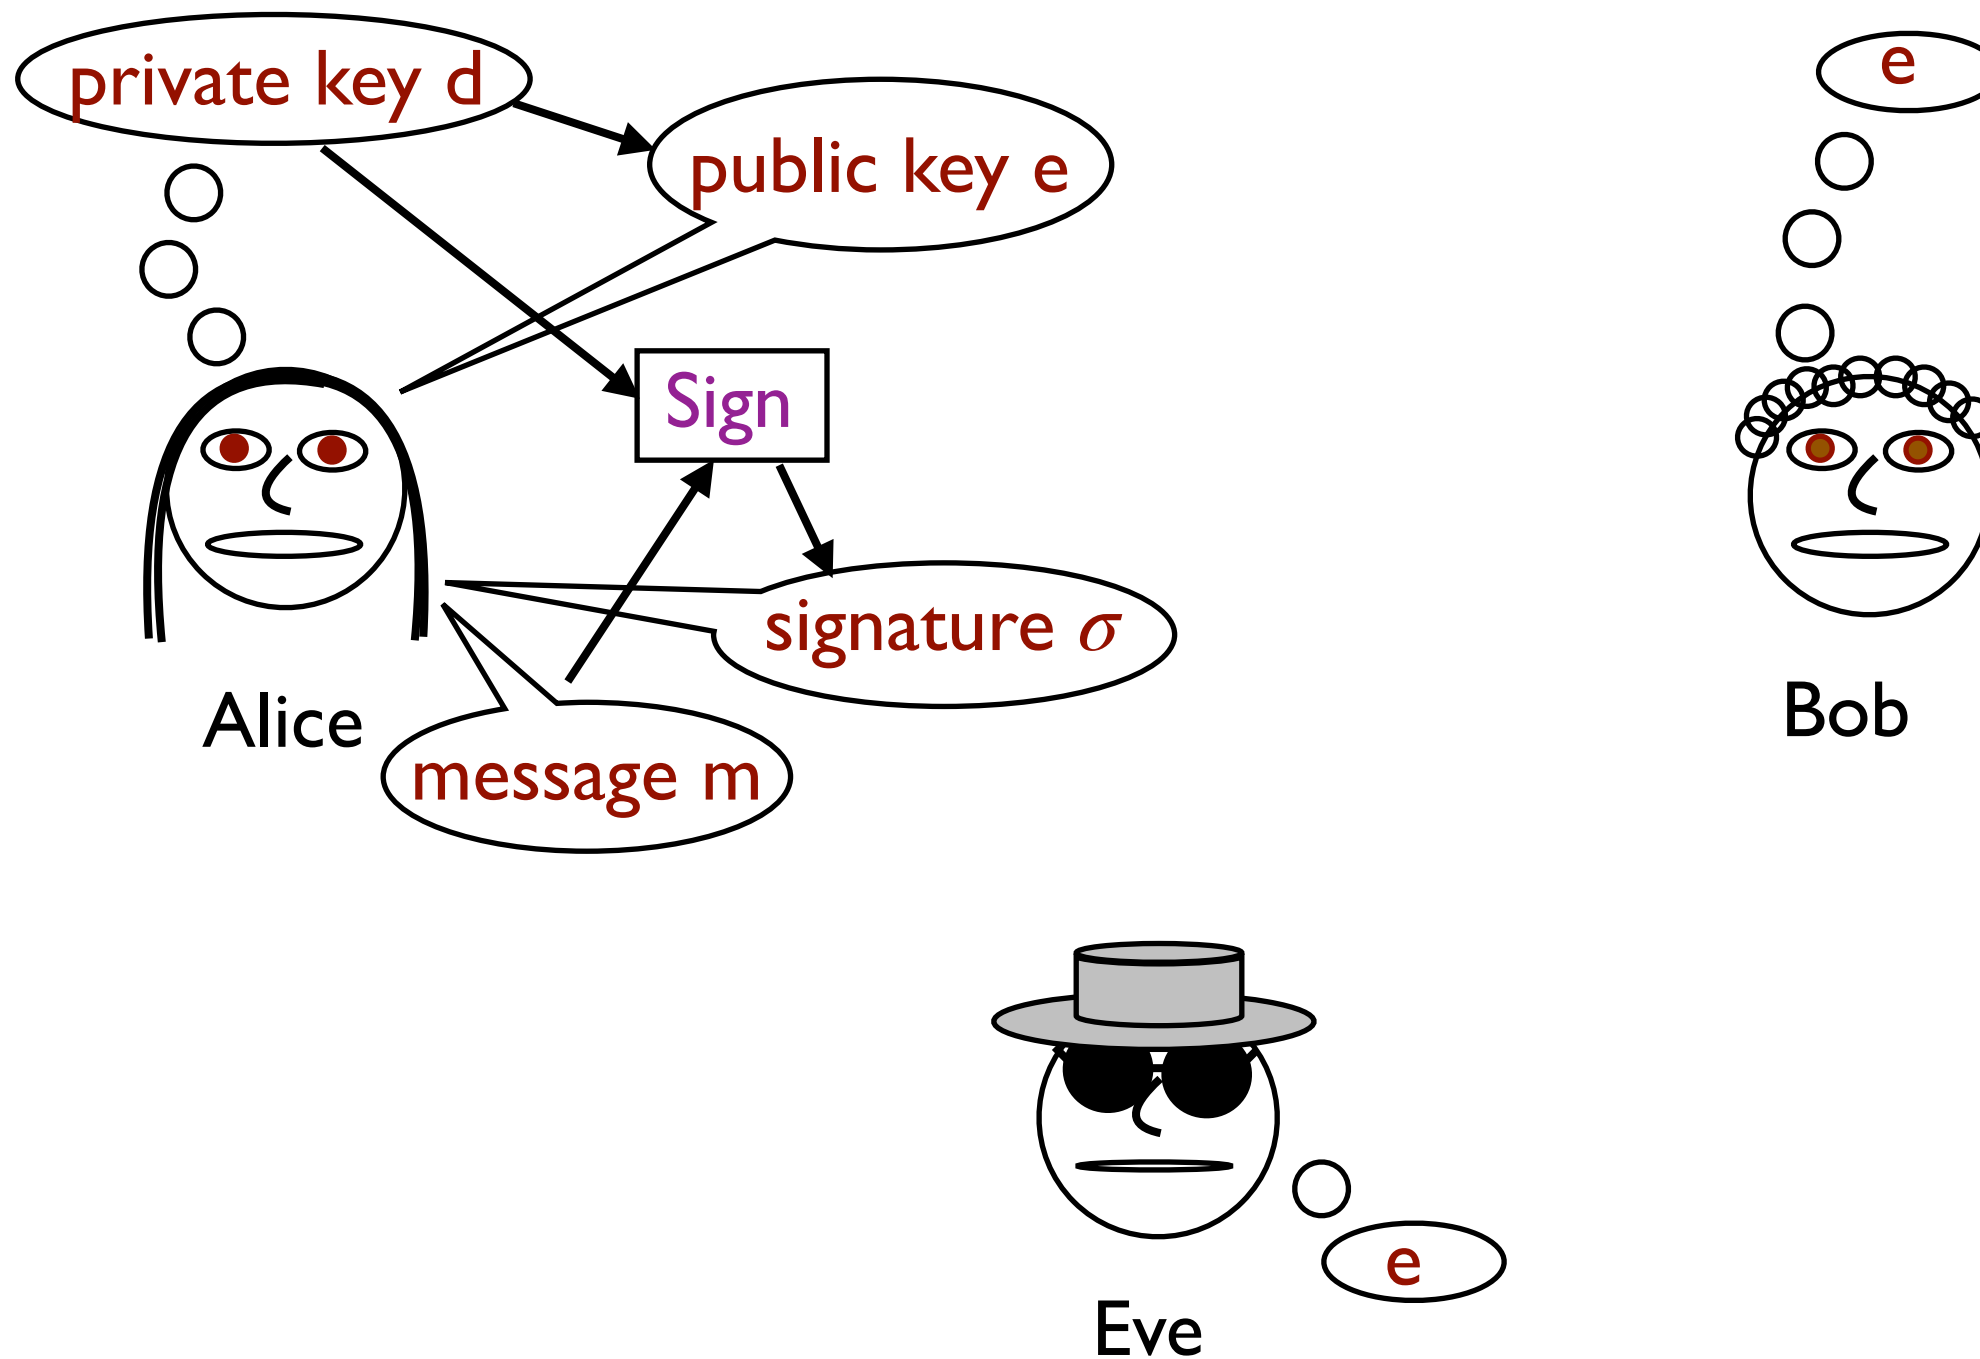 private key d
e
public key e
Sign
signature σ
Alice
Bob
message m
e
Eve